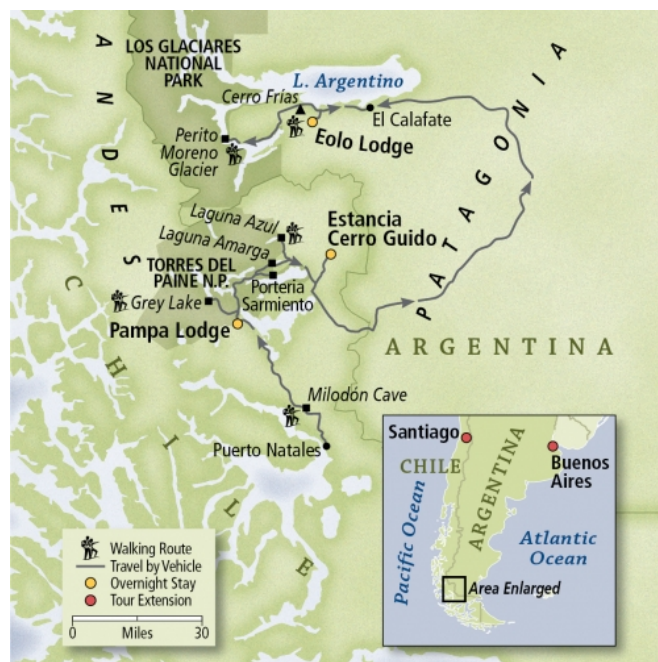 ANDES
LOS GLACIARES
NATIONAL
PARK
L. Argentino
Cerro Frías
El Calafate
Perito
Moreno
Glacier
Eolo Lodge
PATAGONIA
Laguna Azul
Laguna Amarga
Estancia
Cerro Guido
TORRES DEL
PAINE N.P.
Porteria
Sarmiento
Grey Lake
Pampa Lodge
ARGENTINA
CHILE
Milodón Cave
Puerto Natales
Walking Route
Travel by Vehicle
Overnight Stay
Tour Extension
0 Miles 30
Santiago
CHILE
ARGENTINA
Buenos
Aires
Pacific Ocean
Atlantic
Ocean
Area Enlarged